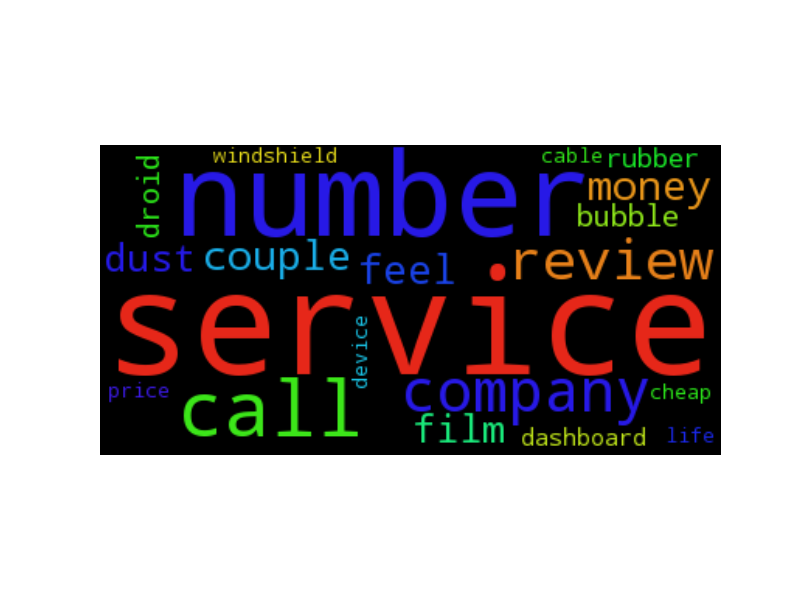 windshield
cable
rubber
droid
number
money
bubble
dust
couple
feel
review
service
device
price
call
company
cheap
film
dashboard
life